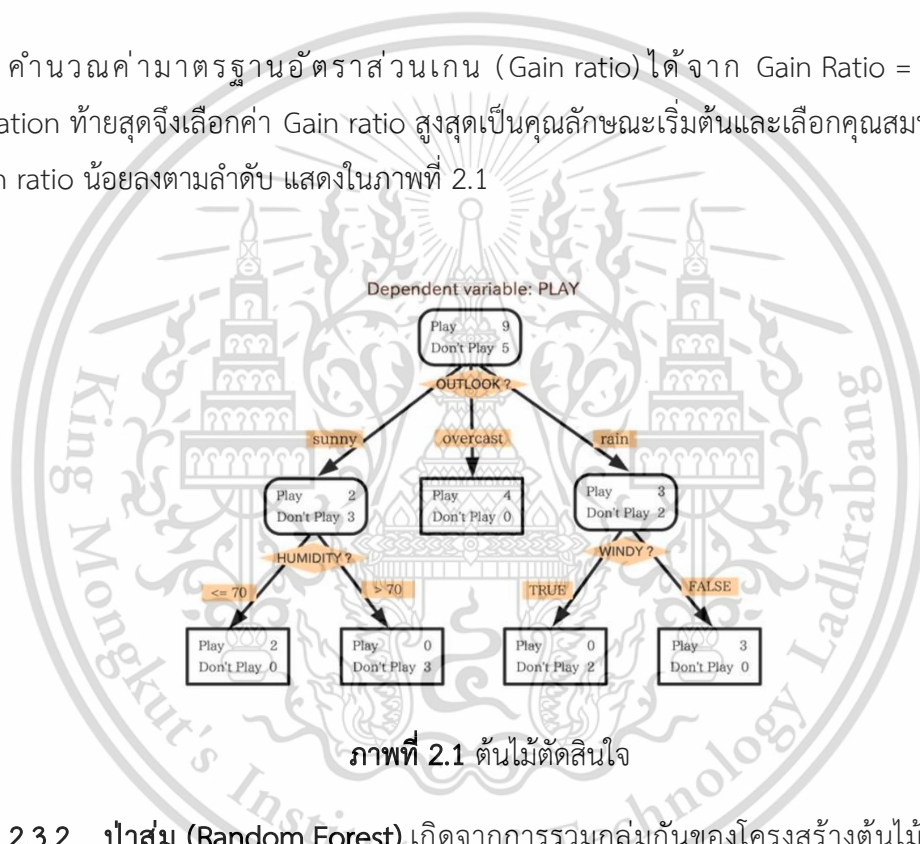 คำนวณค่ามาตรฐานอัตราส่วนเกน (Gain ratio) ได้จาก Gain Ratio =
ation ท้ายสุดจึงเลือกค่า Gain ratio สูงสุดเป็นคุณลักษณะเริ่มต้นและเลือกคุณสม
n ratio น้อยลงตามลำดับ แสดงในภาพที่ 2.1
Dependent variable: PLAY
Play 9
Don't Play 5
OUTLOOK ?
sunny overcast rain
Play 2
Don't Play 3
Play 4
Don't Play 0
Play 3
Don't Play 2
HUMIDITY ?
WINDY ?
<= 70 > 70 TRUE FALSE
Play 2
Don't Play 0
Play 0
Don't Play 3
Play 0
Don't Play 2
Play 3
Don't Play 0
ภาพที่ 2.1 ต้นไม้ตัดสินใจ
2.3.2 ป่าสุ่ม (Random Forest) เกิดจากการรวมกลุ่มกันของโครงสร้างต้นไม้
King Mongkut's Institute of Technology Ladkrabang